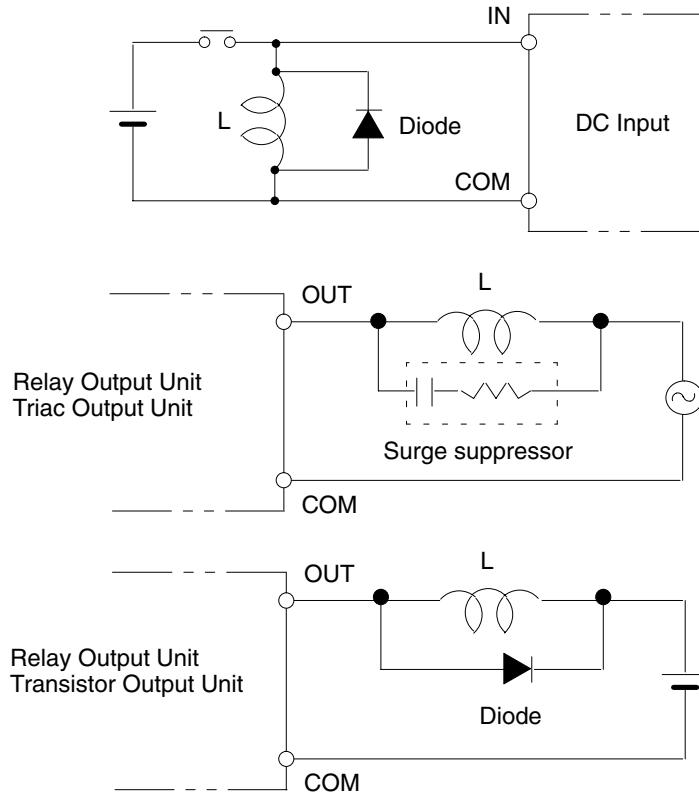 IN
L
Diode
DC Input
COM
OUT
L
Relay Output Unit
Triac Output Unit
Surge suppressor
COM
OUT
L
Relay Output Unit
Transistor Output Unit
Diode
COM